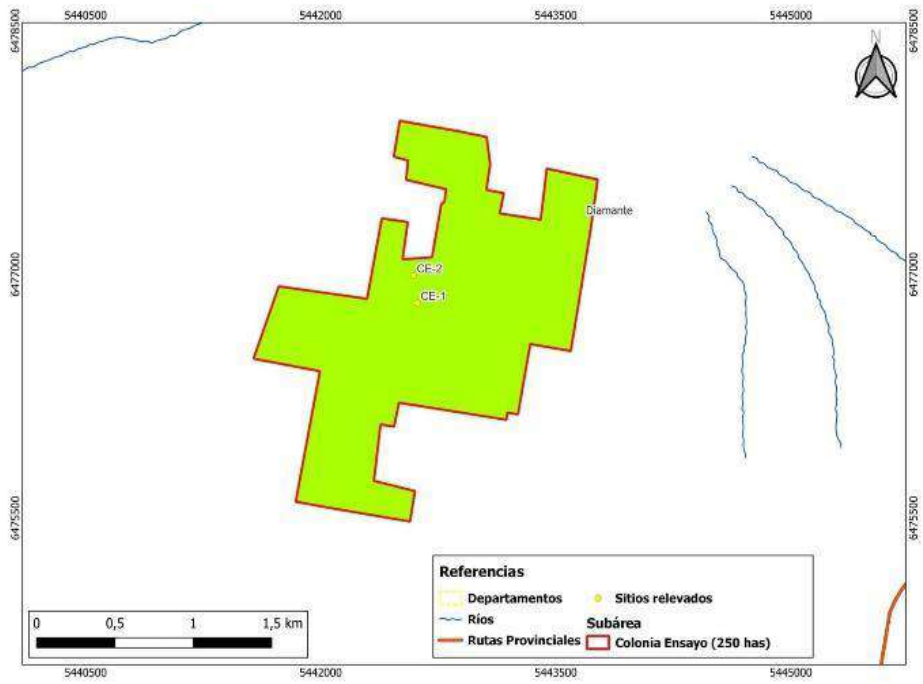 5440500 5442000 5443500 5445000
6478500 6478500
N
Diamante
CE-2
6477000 6477000
CE-1
6475500 6475500
Referencias
Departamentos Sitios relevados
Ríos Subárea
Rutas Provinciales Colonia Ensayo (250 has)
0 0,5 1 1,5 km
5440500 5442000 5443500 5445000